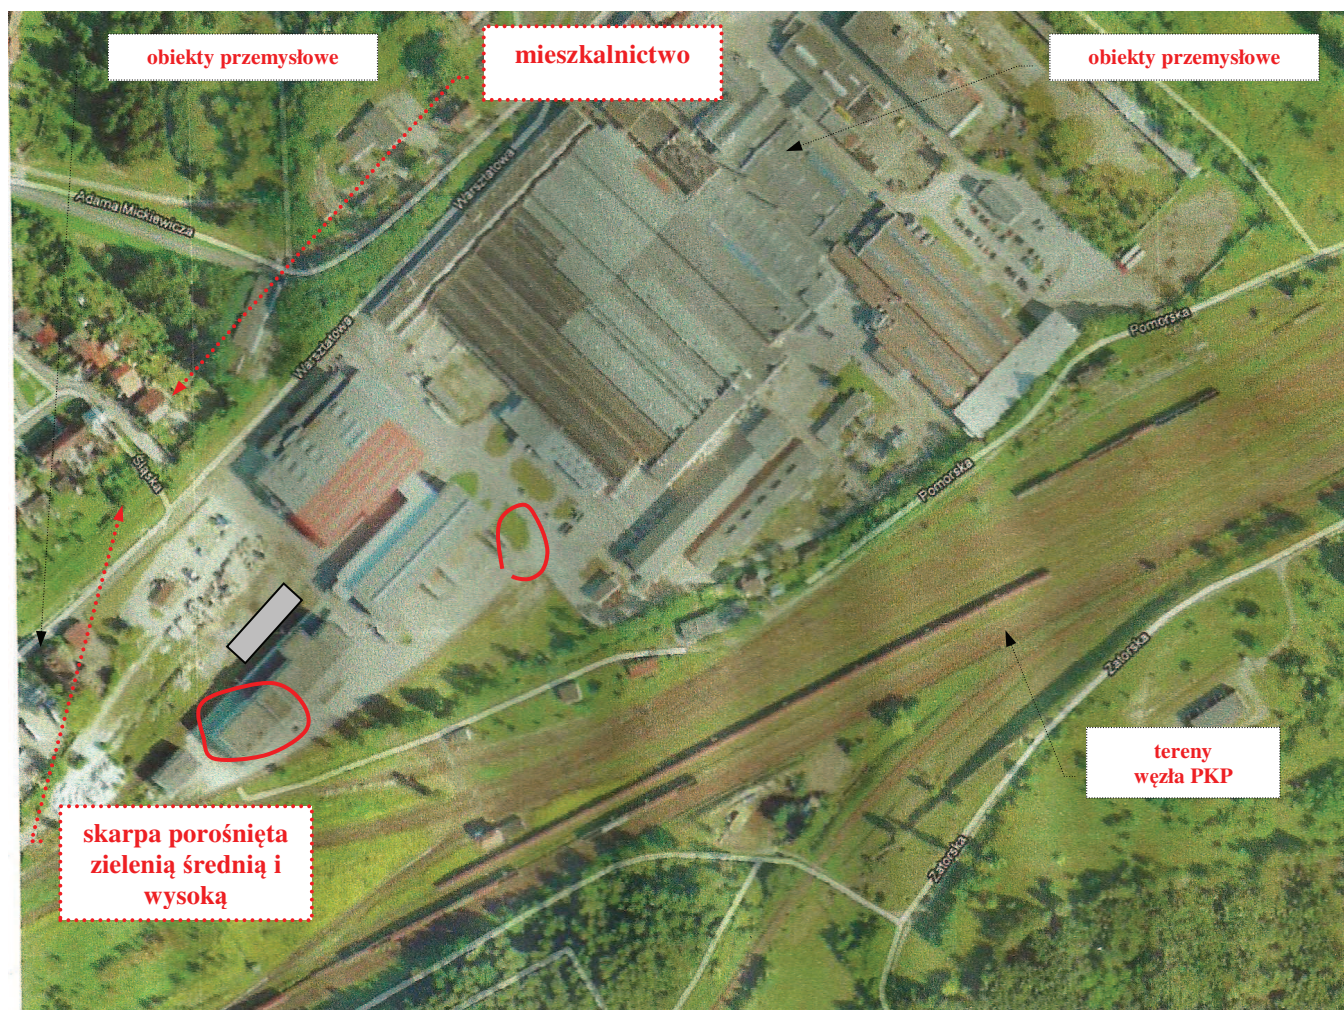 obiekty przemysłowe
mieszkalnictwo
obiekty przemysłowe
Warsztatowa
Adama Mickiewicza
Warsztatowa
Pomorska
Śląska
Pomorska
Zatorska
tereny
węzła PKP
skarpa porośnięta
zielenią średnią i
wysoką
Zatorska